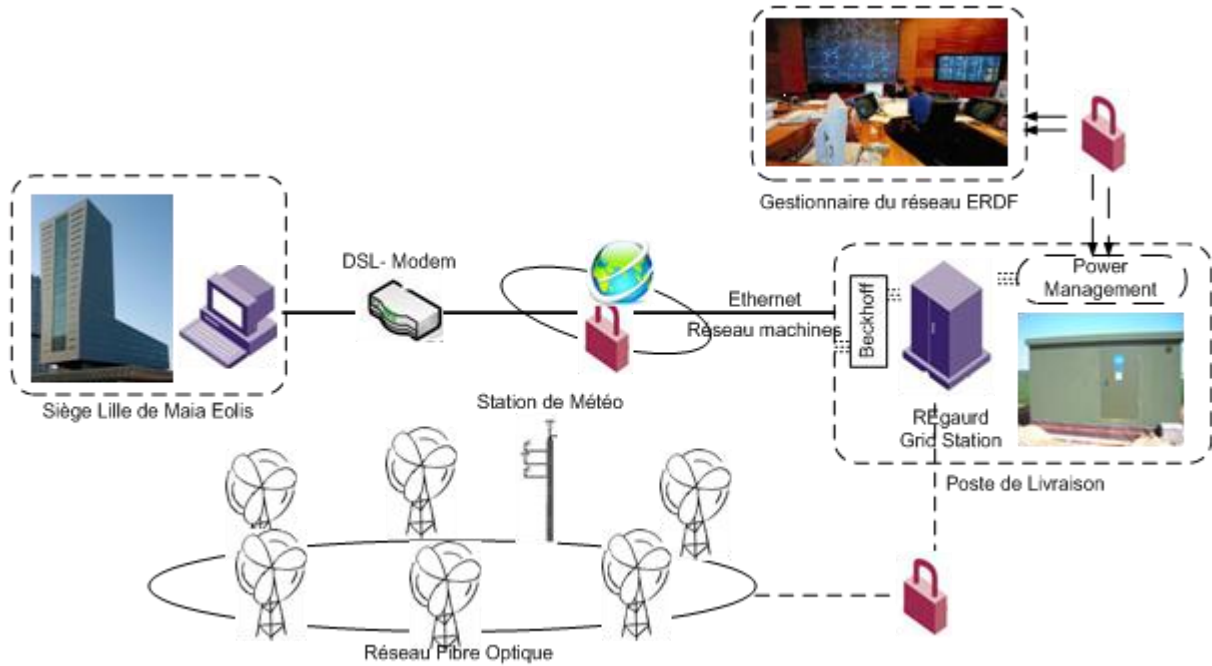 Gestionnaire du réseau ERDF
DSL- Modem
Ethernet
Réseau machines
Beckhoff
Power
Management
REgaurd
Grid Station
Siège Lille de Maia Eolis
Station de Météo
Poste de Livraison
Réseau Pibre Optique